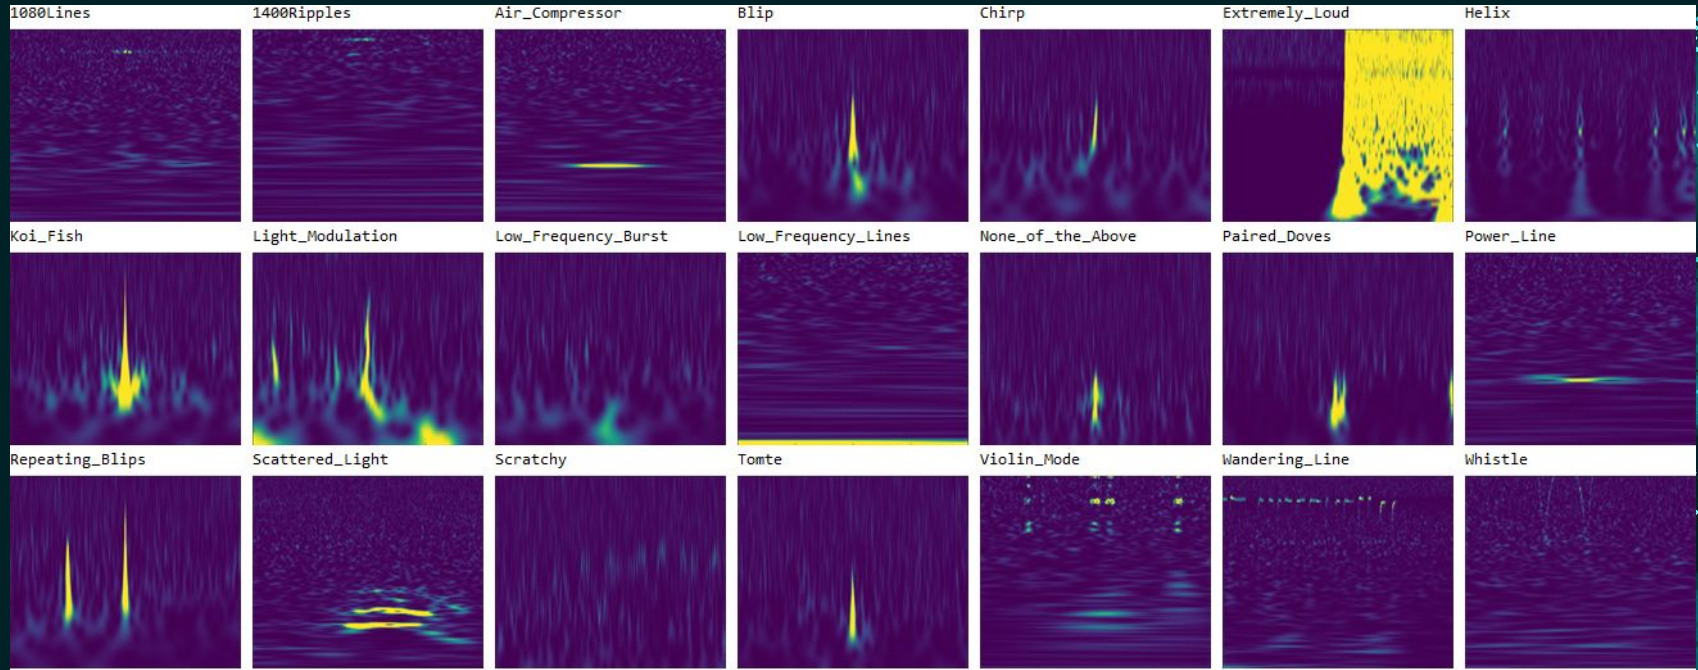 1080Lines 1400Ripples Air_Compressor Blip Chirp Extremely_Loud Helix
Koi_Fish Light_Modulation Low_Frequency_Burst Low_Frequency_Lines None_of_the_Above Paired_Doves Power_Line
Repeating_Blips Scattered_Light Scratchy Tomte Violin_Mode Wandering_Line Whistle